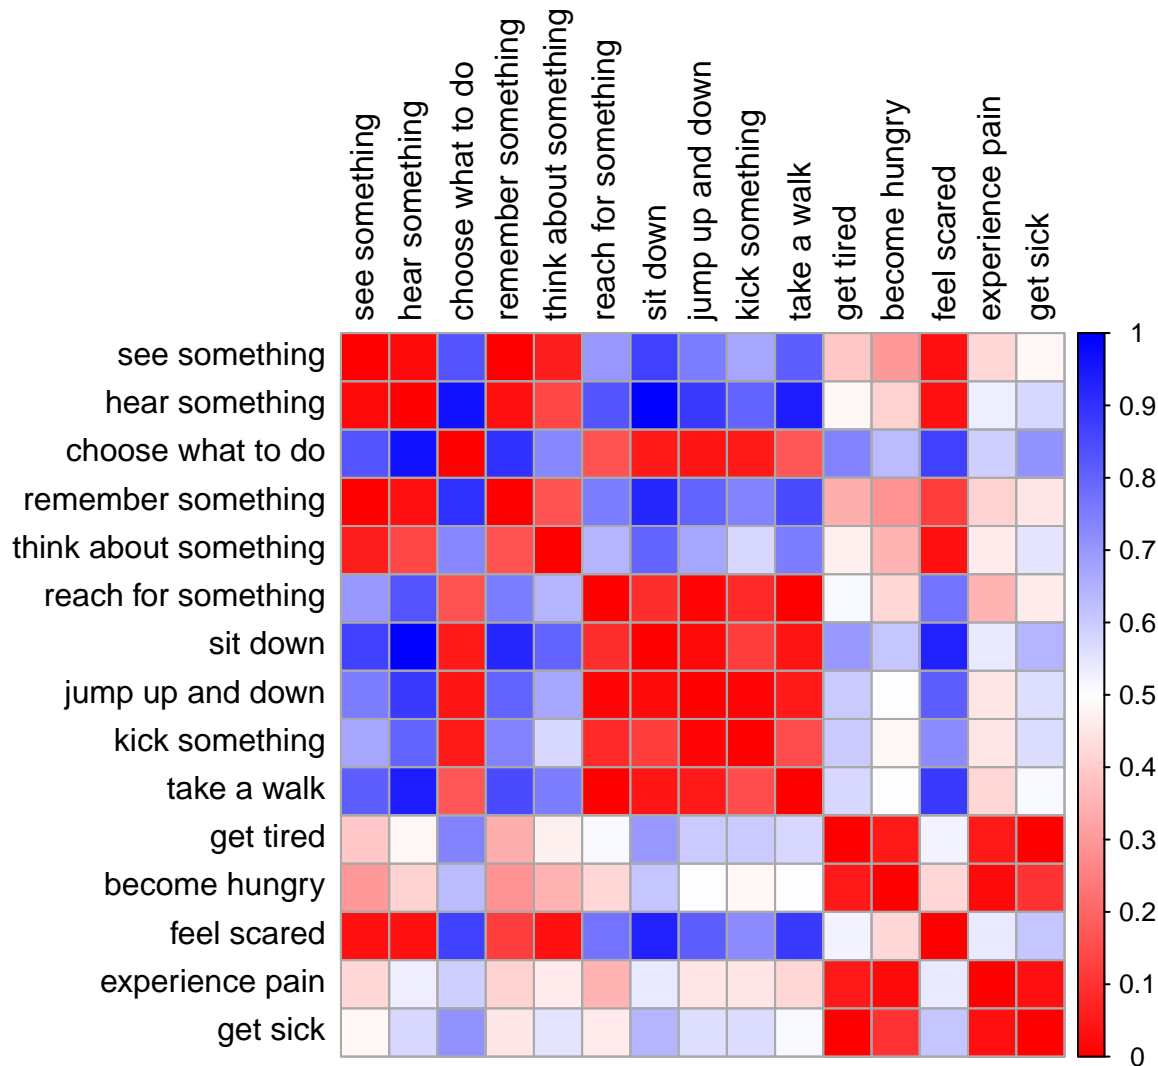 see something
hear something
choose what to do
remember something
think about something
reach for something
sit down
jump up and down
kick something
take a walk
get tired
become hungry
feel scared
experience pain
get sick
see something
hear something
choose what to do
remember something
think about something
reach for something
sit down
jump up and down
kick something
take a walk
get tired
become hungry
feel scared
experience pain
get sick
1
0.9
0.8
0.7
0.6
0.5
0.4
0.3
0.2
0.1
0